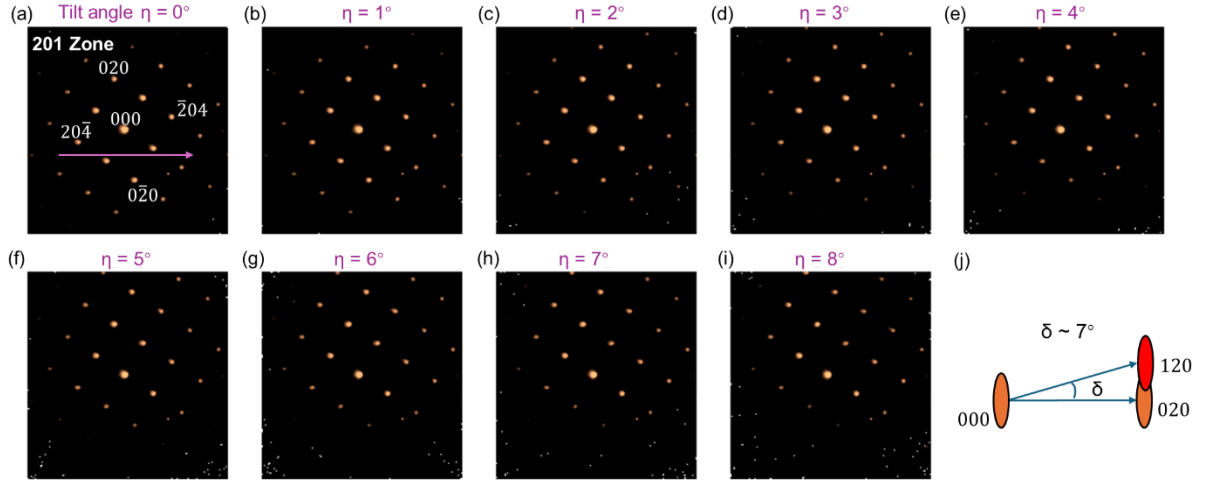 (a) Tilt angle η = 0°
201 Zone
020
000
2̅04
204̅
02̅0
(b) η = 1°
(c) η = 2°
(d) η = 3°
(e) η = 4°
(f) η = 5°
(g) η = 6°
(h) η = 7°
(i) η = 8°
(j)
δ ~ 7°
120
δ
000
020